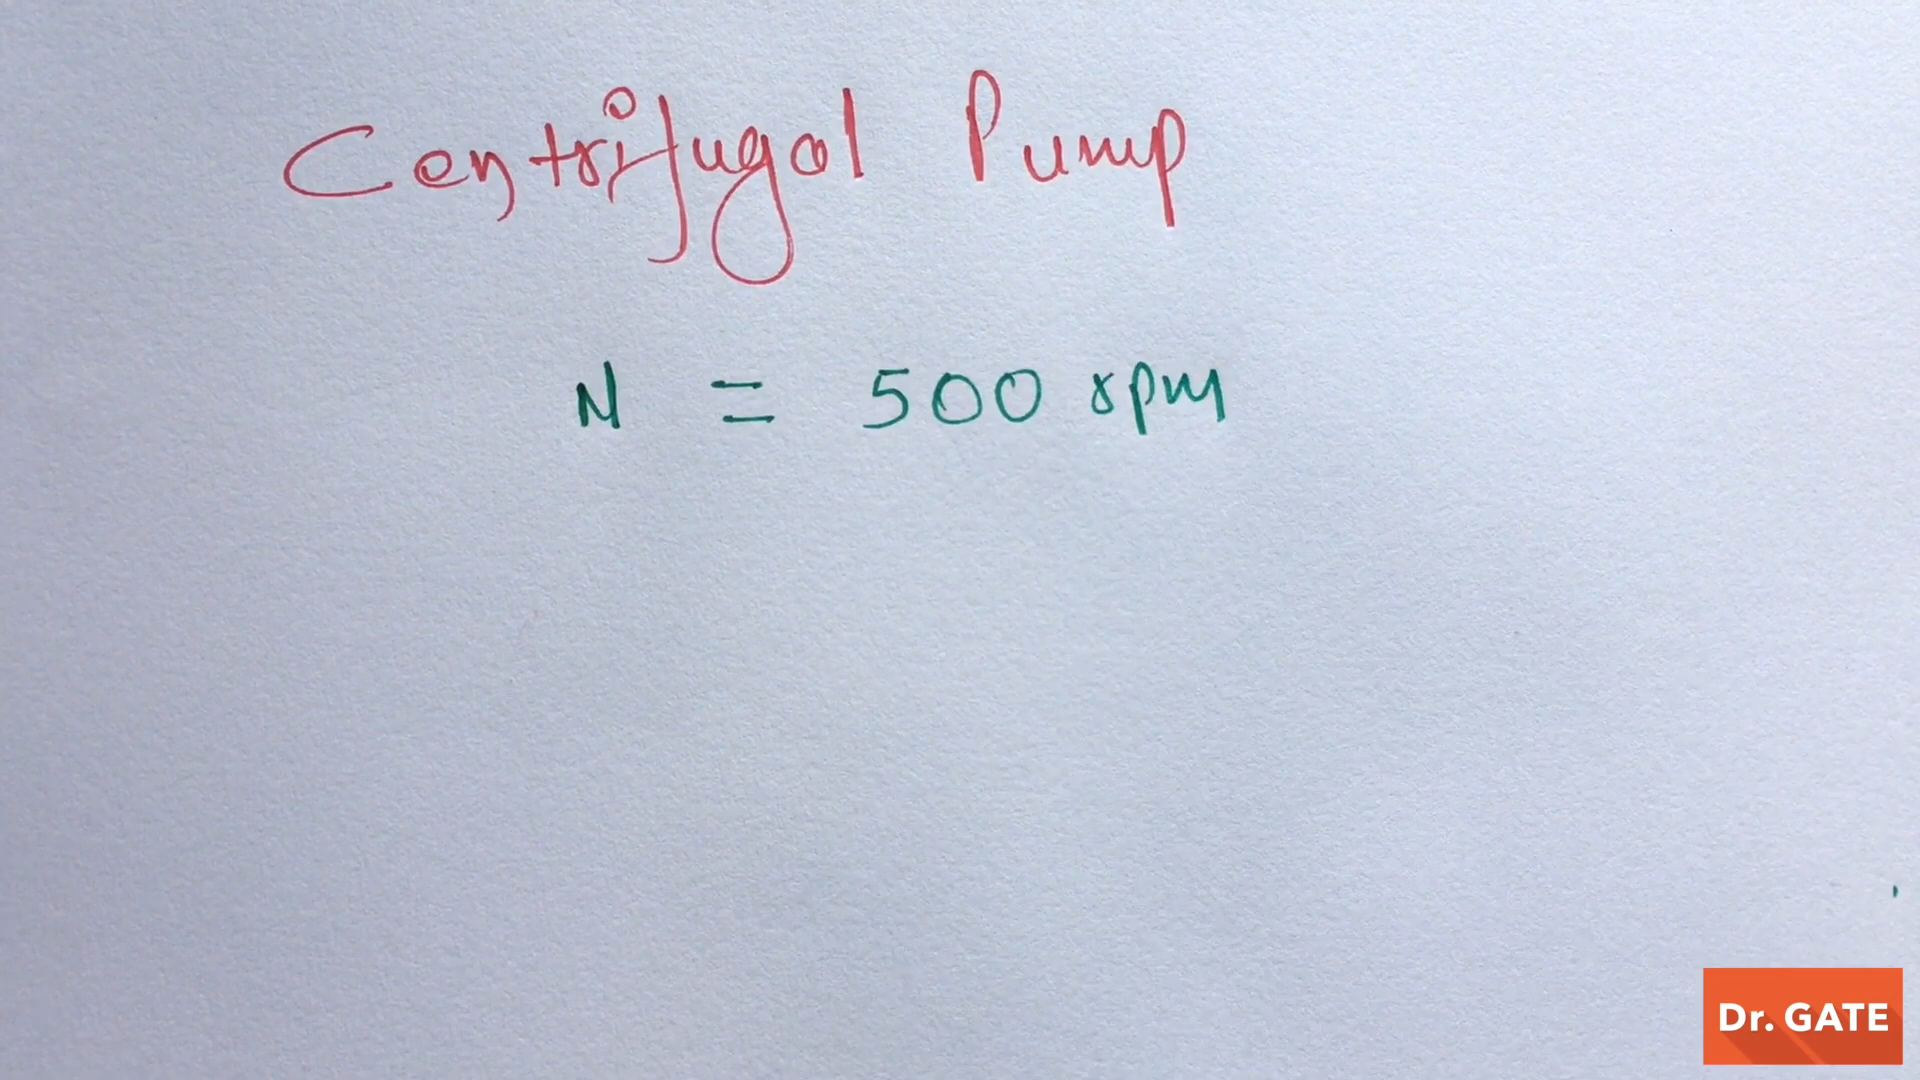 Centrifugal Pump
N = 500 rpm
Dr. GATE